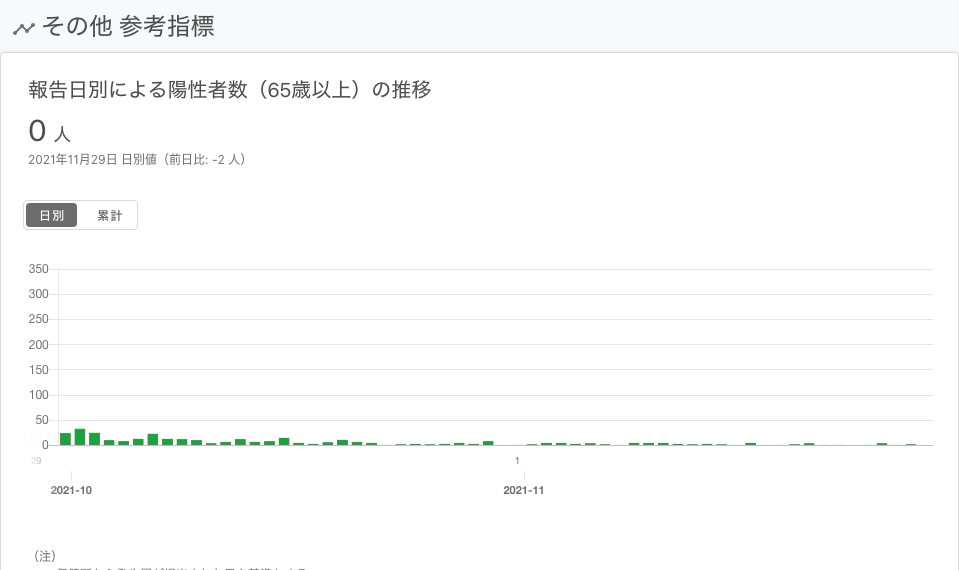 その他 参考指標
報告日別による陽性者数（65歳以上）の推移
0 人
2021年11月29日 日別値（前日比: -2 人）
日別 累計
350
300
250
200
150
100
50
0
29 1
2021-10 2021-11
（注）